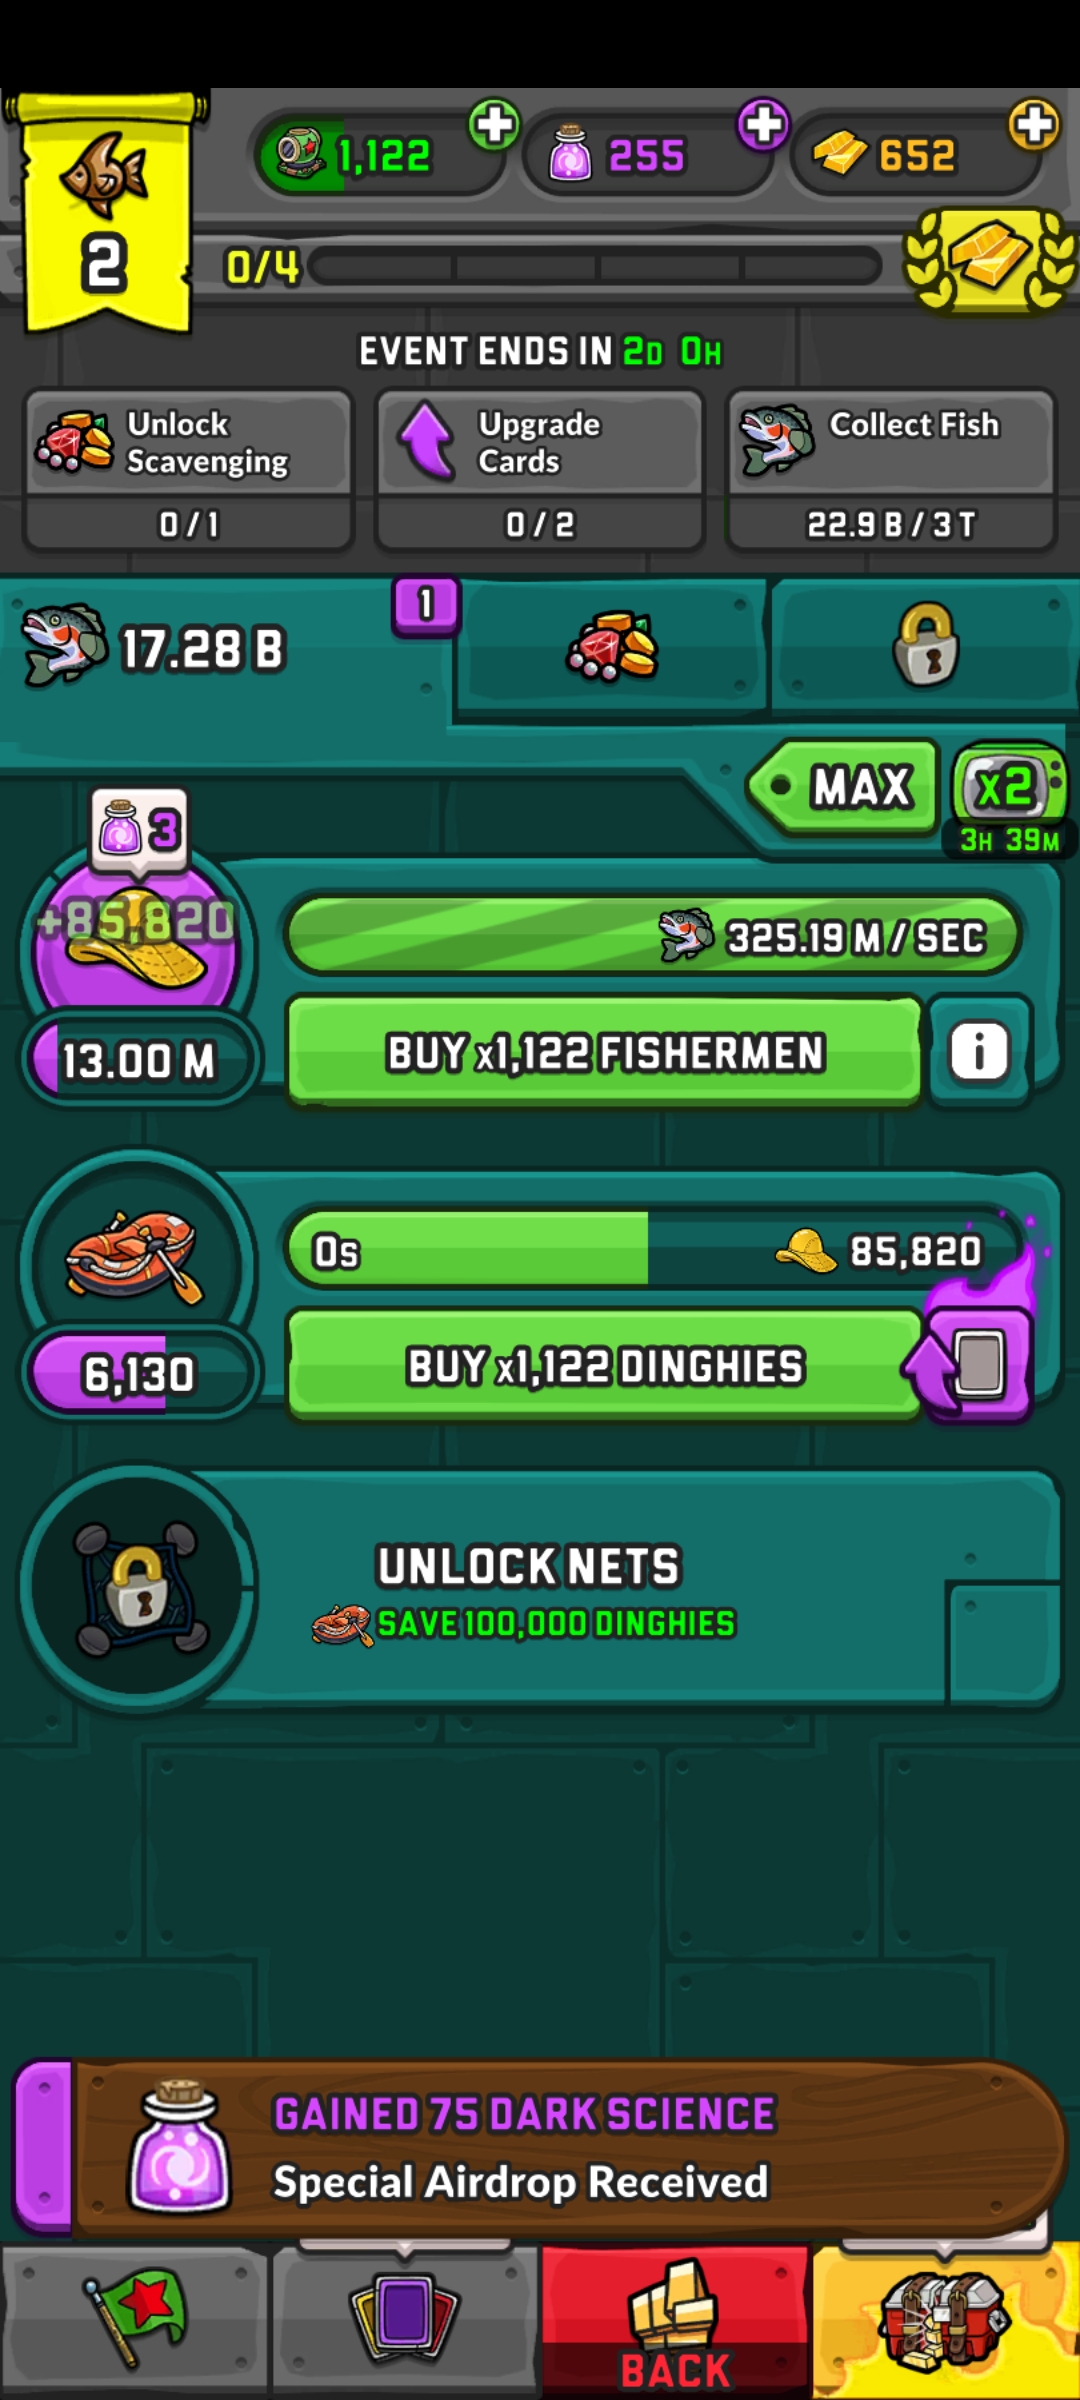 1,122
255
652
2
0/4
EVENT ENDS IN 2D 0H
Unlock
Scavenging
0 / 1
Upgrade
Cards
0 / 2
Collect Fish
22.9 B / 3 T
17.28 B
1
MAX
x2
3H 39M
3
+85,820
325.19 M / SEC
13.00 M
BUY x1,122 FISHERMEN
i
0s
85,820
6,130
BUY x1,122 DINGHIES
UNLOCK NETS
SAVE 100,000 DINGHIES
GAINED 75 DARK SCIENCE
Special Airdrop Received
BACK